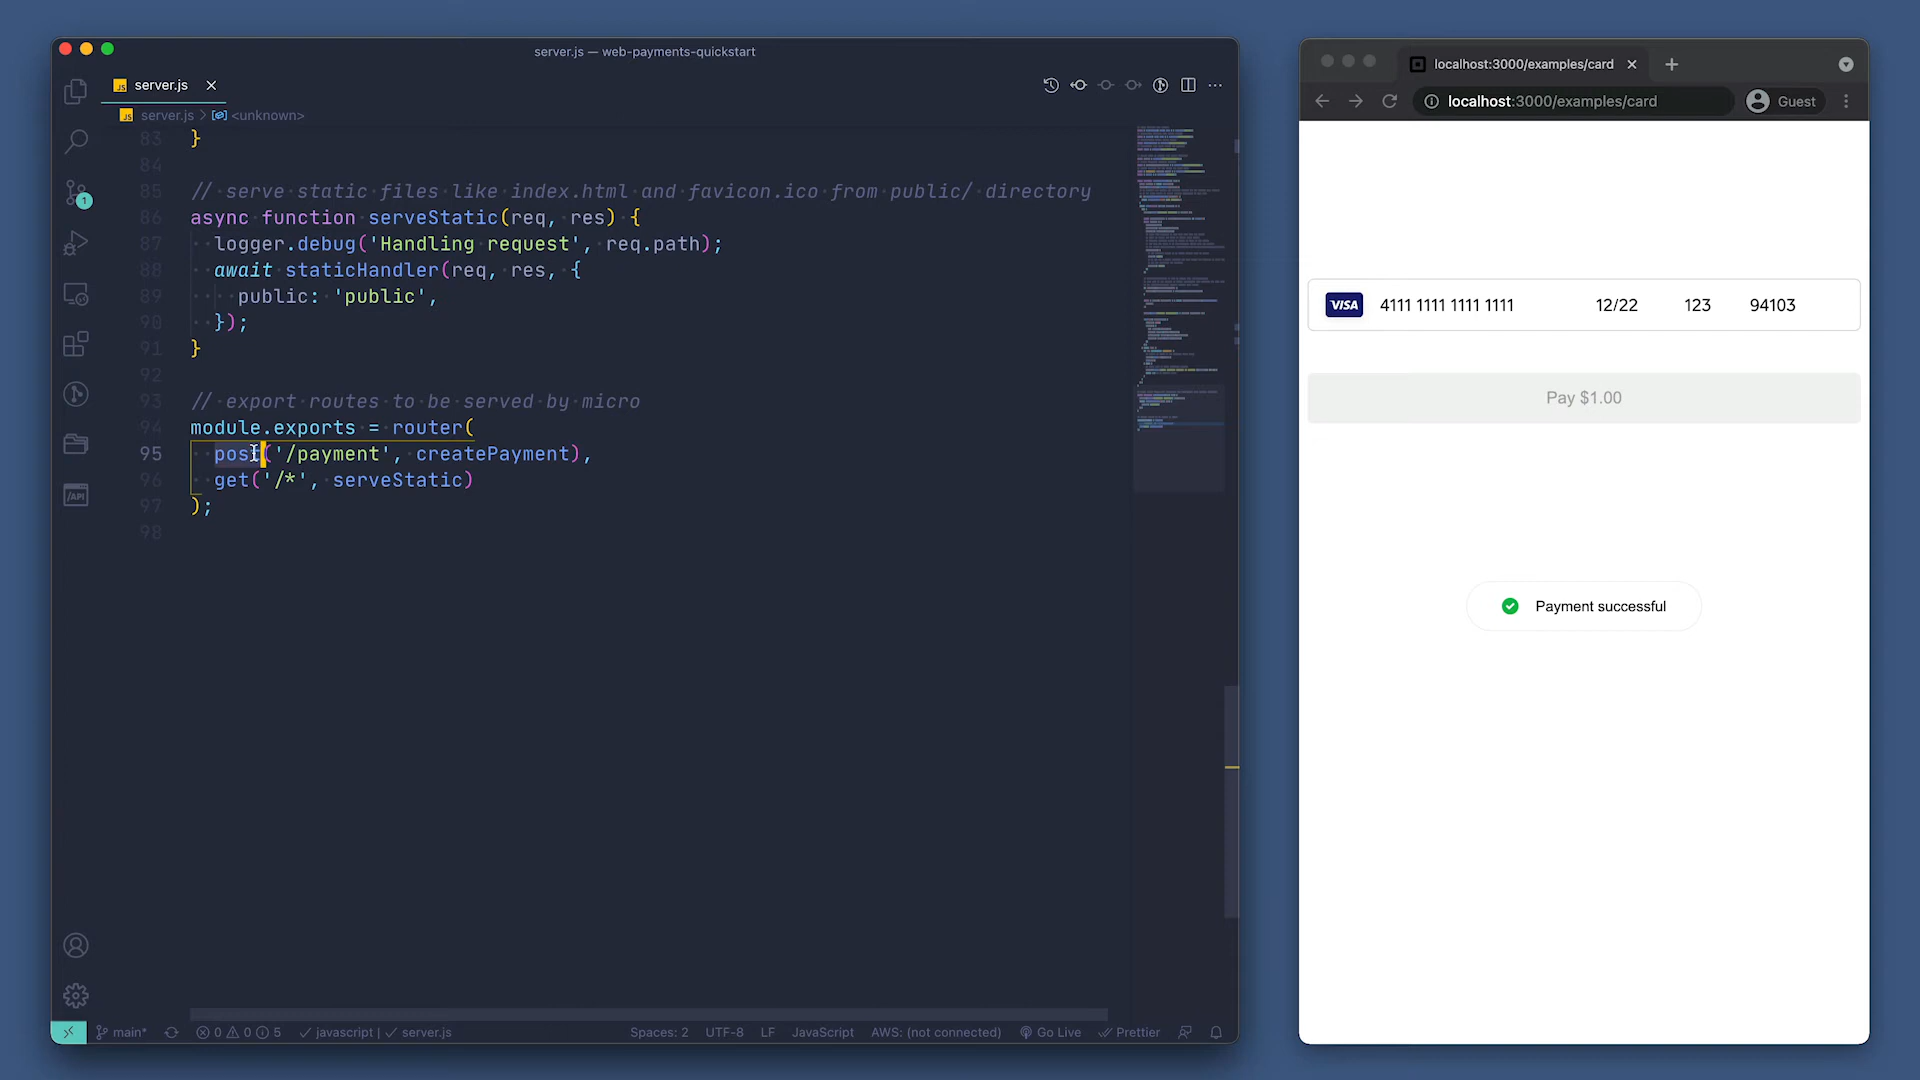 server.js — web-payments-quickstart
server.js
server.js > <unknown>
83 }
84
85 // serve static files like index.html and favicon.ico from public/ directory
86 async function serveStatic(req, res) {
87 logger.debug('Handling request', req.path);
88 await staticHandler(req, res, {
89 public: 'public',
90 });
91 }
92
93 // export routes to be served by micro
94 module.exports = router(
95 post('/payment', createPayment),
96 get('/*', serveStatic)
97 );
98
1
/API
main*
0 0 5
javascript | server.js
Spaces: 2
UTF-8
LF
JavaScript
AWS: (not connected)
Go Live
Prettier
localhost:3000/examples/card
localhost:3000/examples/card
Guest
VISA 4111 1111 1111 1111 12/22 123 94103
Pay $1.00
Payment successful